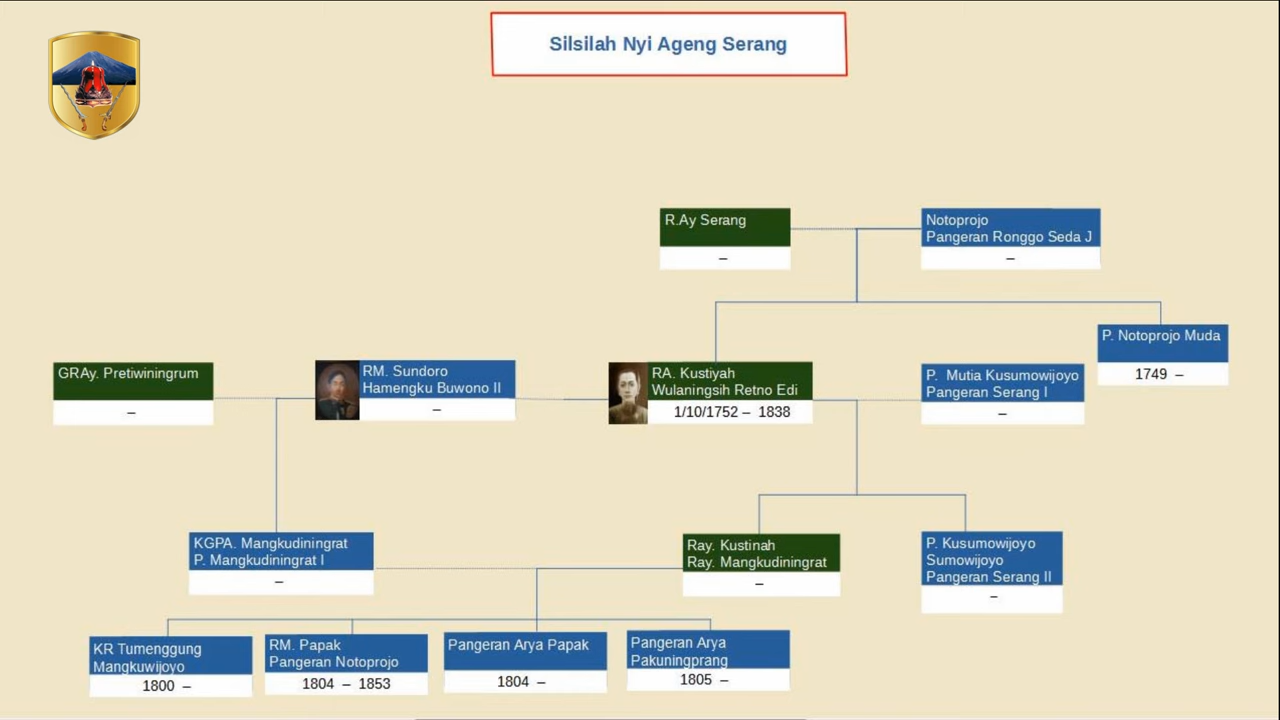 Silsilah Nyi Ageng Serang
R.Ay Serang
–
Notoprojo
Pangeran Ronggo Seda J
–
P. Notoprojo Muda
1749 –
GRAy. Pretiwiningrum
–
RM. Sundoro
Hamengku Buwono II
–
RA. Kustiyah
Wulaningsih Retno Edi
1/10/1752 – 1838
P. Mutia Kusumowijoyo
Pangeran Serang I
–
KGPA. Mangkudiningrat
P. Mangkudiningrat I
–
Ray. Kustinah
Ray. Mangkudiningrat
–
P. Kusumowijoyo
Sumowijoyo
Pangeran Serang II
–
KR Tumenggung
Mangkuwijoyo
1800 –
RM. Papak
Pangeran Notoprojo
1804 – 1853
Pangeran Arya Papak
1804 –
Pangeran Arya
Pakuningprang
1805 –